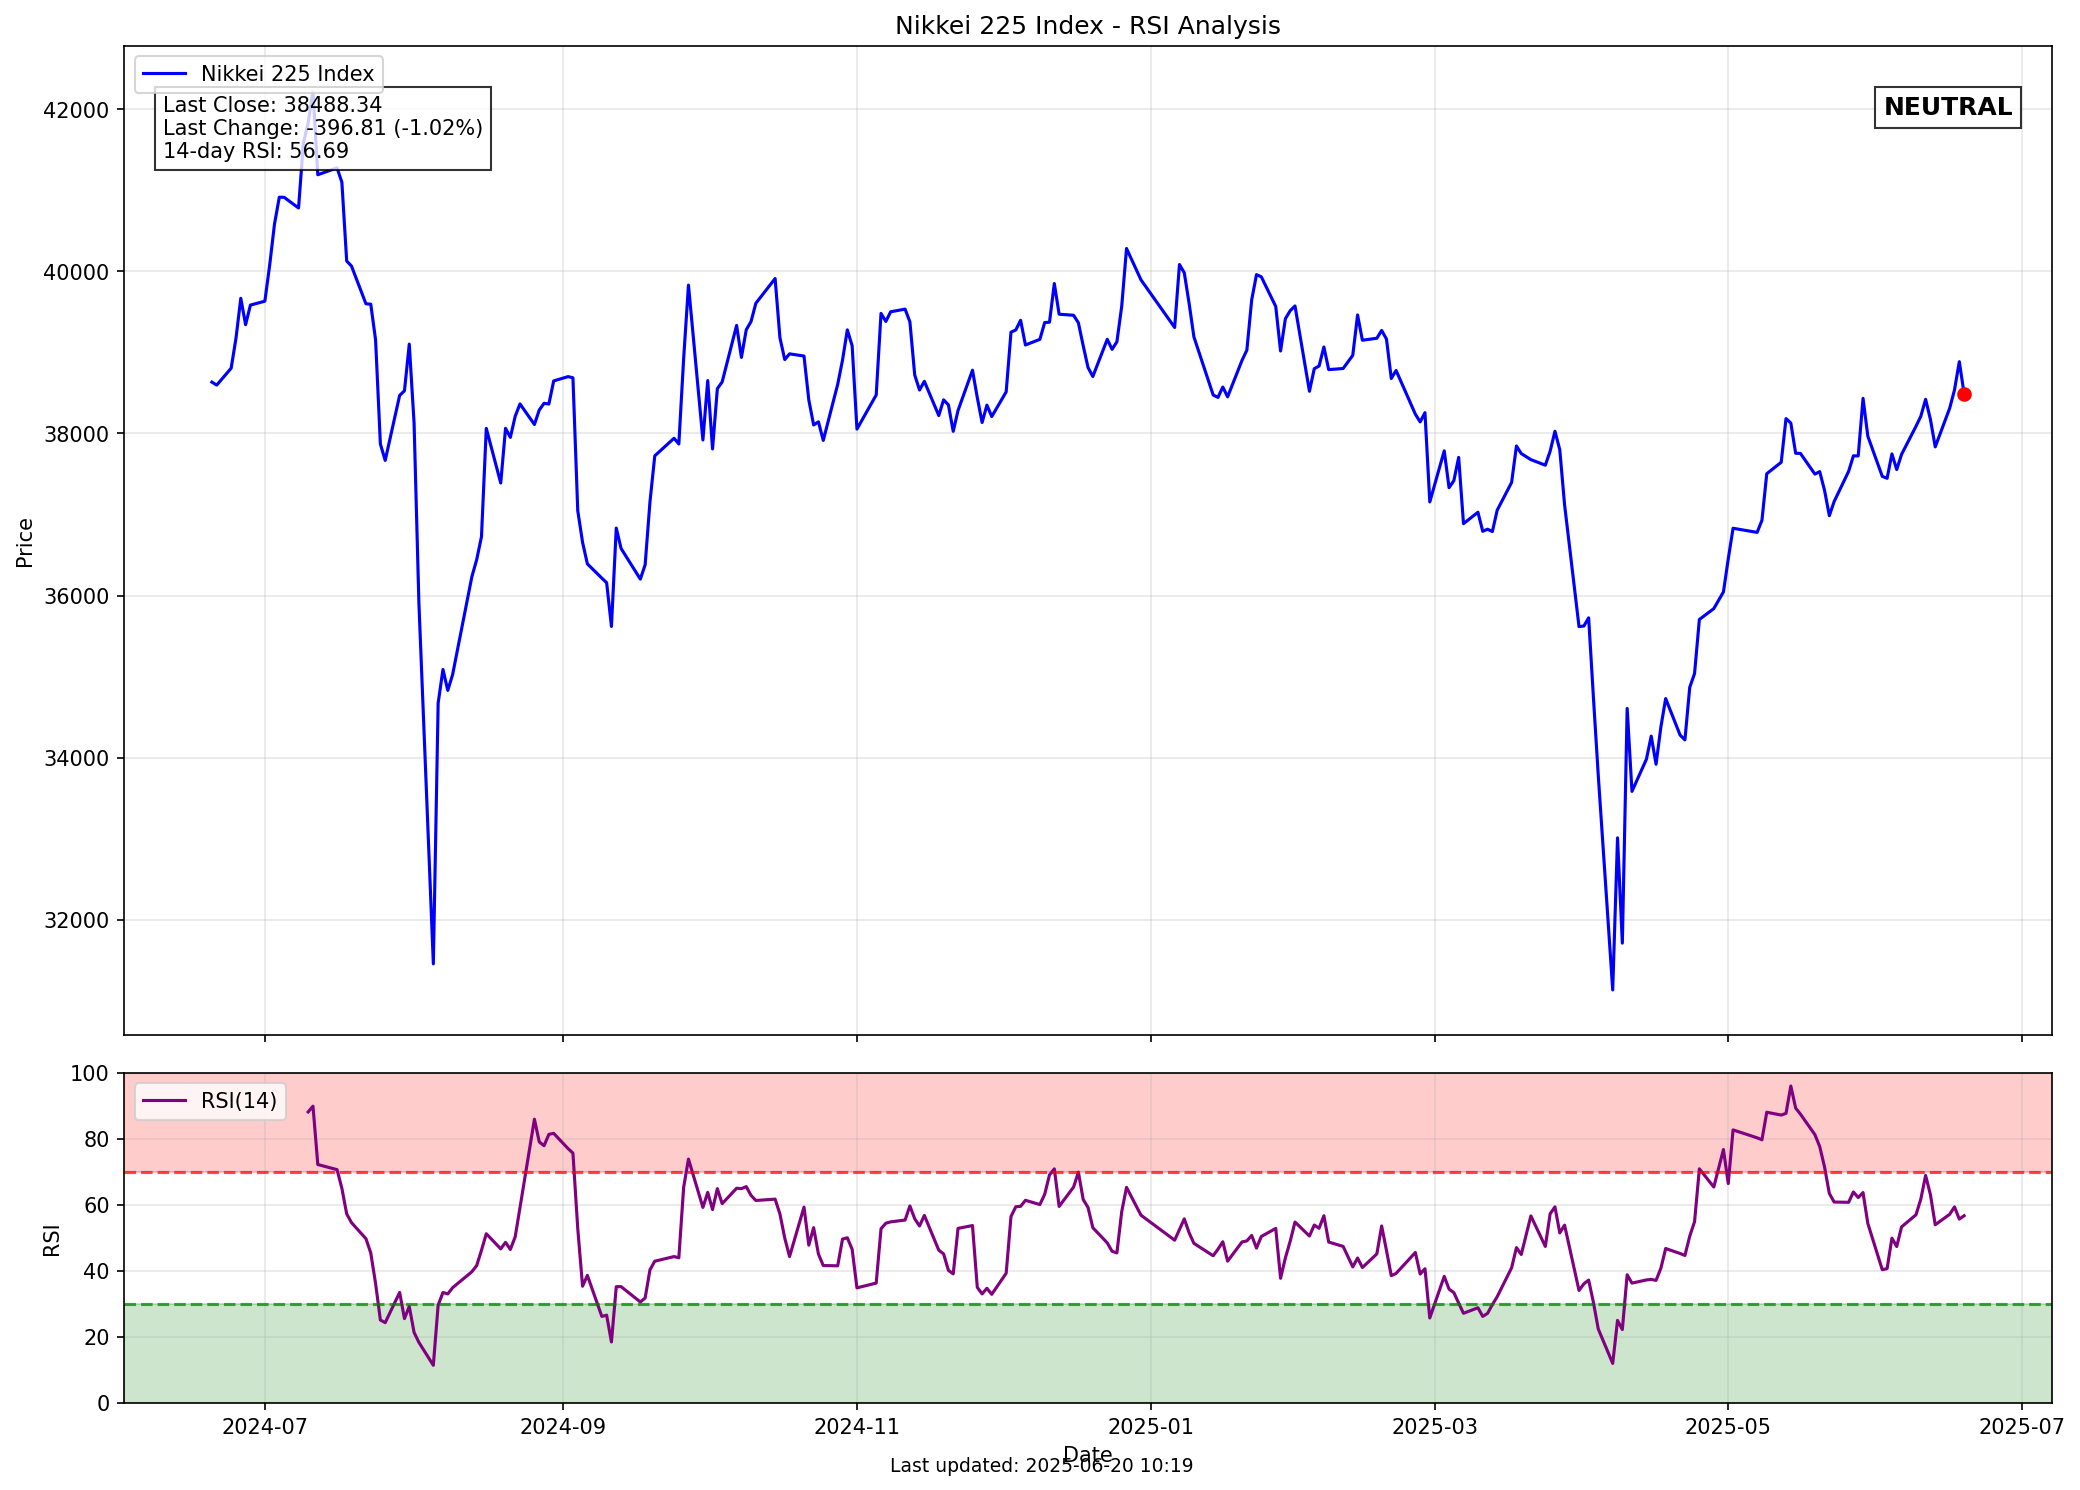 Nikkei 225 Index - RSI Analysis
Nikkei 225 Index
Last Close: 38488.34
Last Change: -396.81 (-1.02%)
14-day RSI: 56.69
NEUTRAL
42000
40000
38000
36000
34000
32000
Price
RSI(14)
100
80
60
40
20
0
RSI
2024-07
2024-09
2024-11
2025-01
2025-03
2025-05
2025-07
Date
Last updated: 2025-06-20 10:19